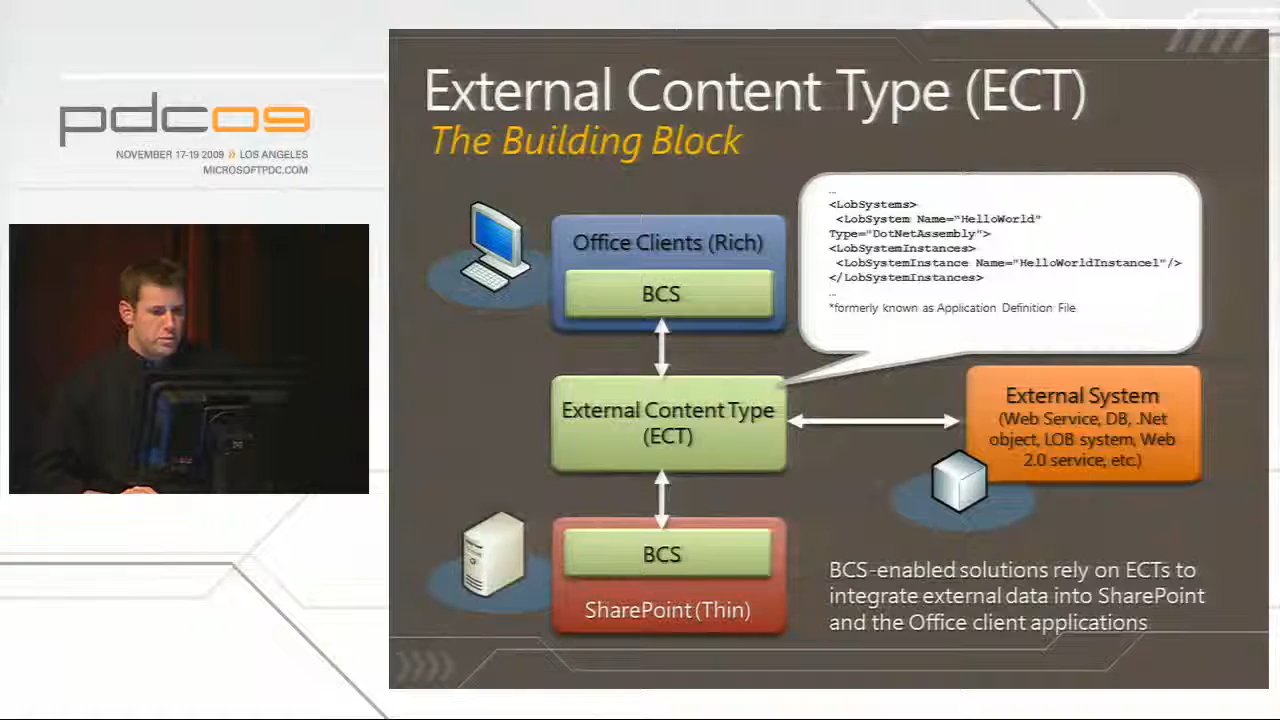 pdc09
NOVEMBER 17-19 2009 » LOS ANGELES
MICROSOFTPDC.COM
External Content Type (ECT)
The Building Block
Office Clients (Rich)
BCS
...
<LobSystems>
<LobSystem Name="HelloWorld"
Type="DotNetAssembly">
<LobSystemInstances>
<LobSystemInstance Name="HelloWorldInstance1"/>
</LobSystemInstances>
...
*formerly known as Application Definition File
External Content Type
(ECT)
External System
(Web Service, DB, .Net
object, LOB system, Web
2.0 service, etc.)
BCS
SharePoint (Thin)
BCS-enabled solutions rely on ECTs to
integrate external data into SharePoint
and the Office client applications